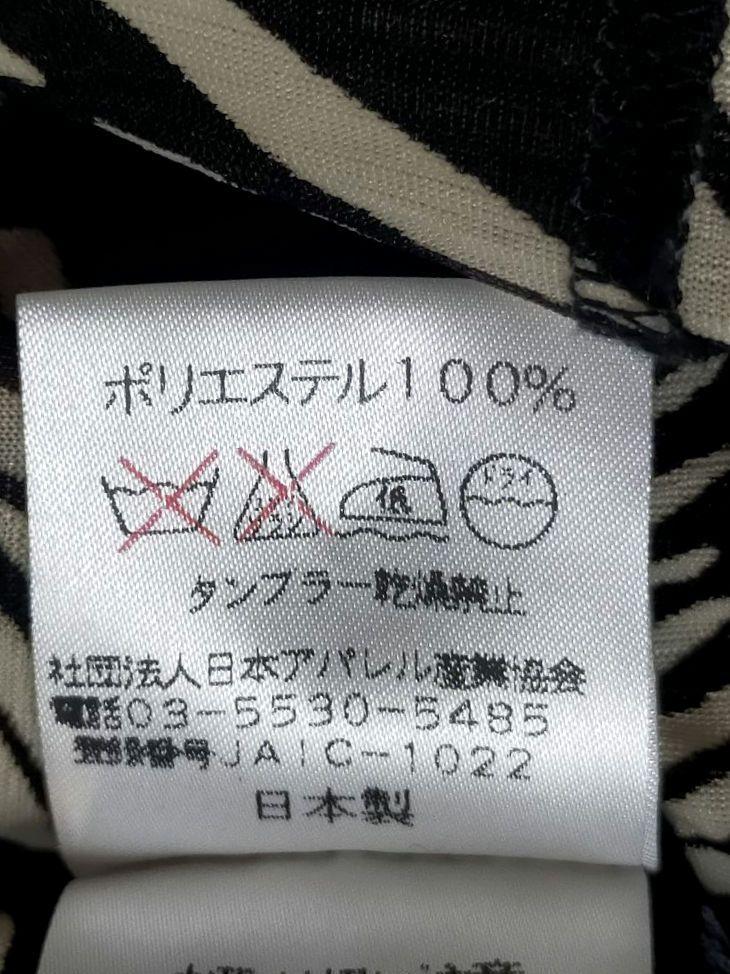 ポリエステル100%
低 ドライ
タンブラー乾燥禁止
社団法人日本アパレル産業協会
電話03-5530-5485
登録番号JAIC-1022
日本製